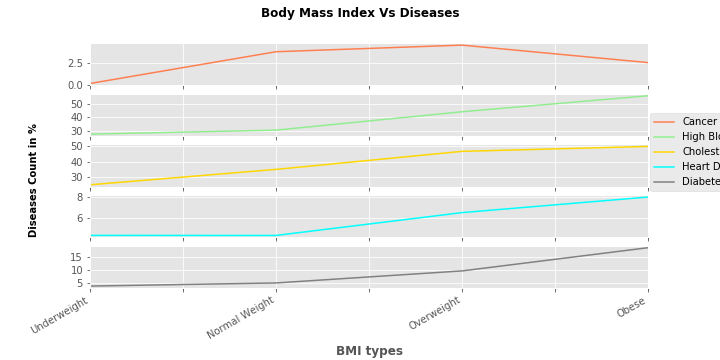 Body Mass Index Vs Diseases
Diseases Count in %
2.5
0.0
50
40
30
50
40
30
8
6
15
10
5
Cancer
High Blo
Cholest
Heart D
Diabete
Underweight
Normal Weight
Overweight
Obese
BMI types